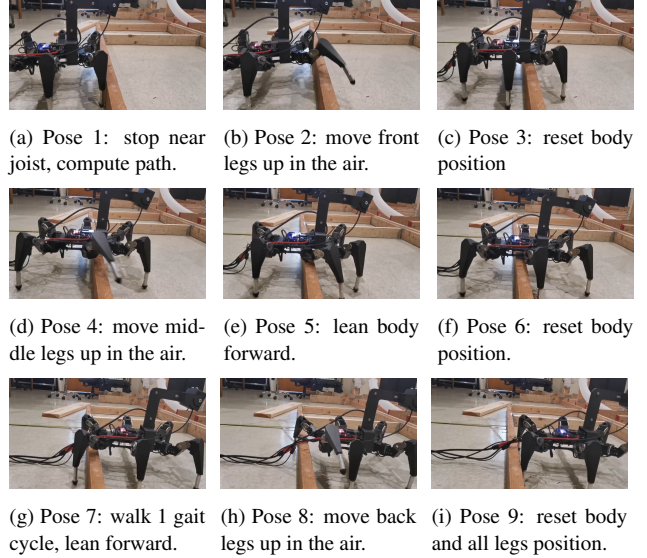 (a) Pose 1: stop near
joist, compute path.
(b) Pose 2: move front
legs up in the air.
(c) Pose 3: reset body
position
(d) Pose 4: move mid-
dle legs up in the air.
(e) Pose 5: lean body
forward.
(f) Pose 6: reset body
position.
(g) Pose 7: walk 1 gait
cycle, lean forward.
(h) Pose 8: move back
legs up in the air.
(i) Pose 9: reset body
and all legs position.